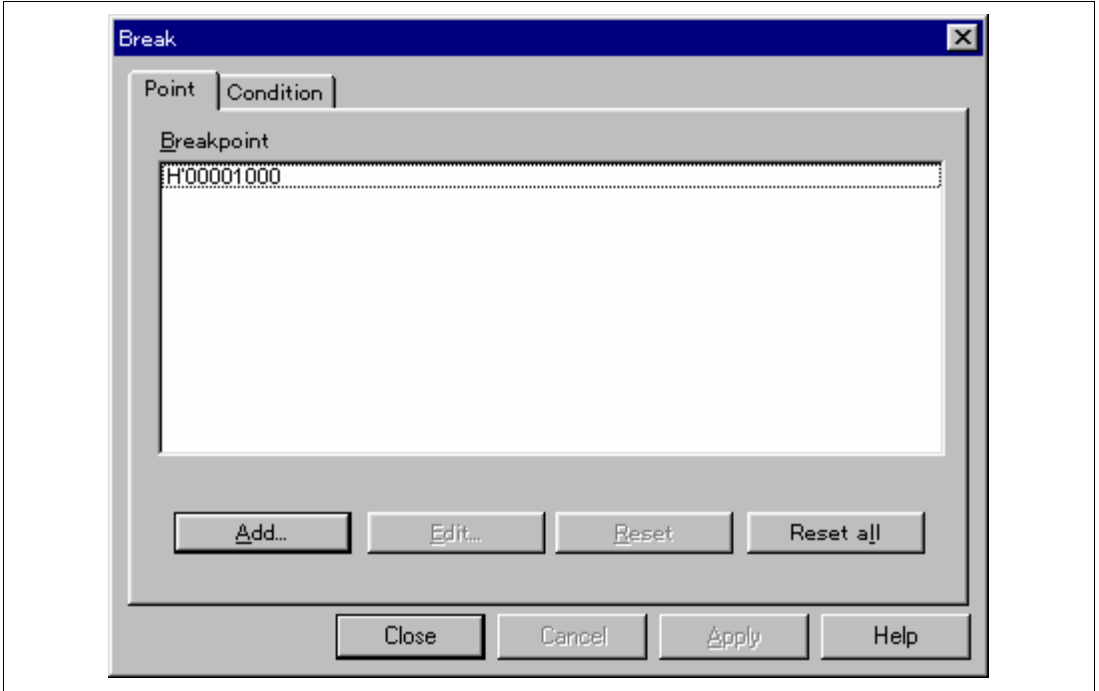 Break
Point Condition
Breakpoint
H'00001000
Add... Edit... Reset Reset all
Close Cancel Apply Help